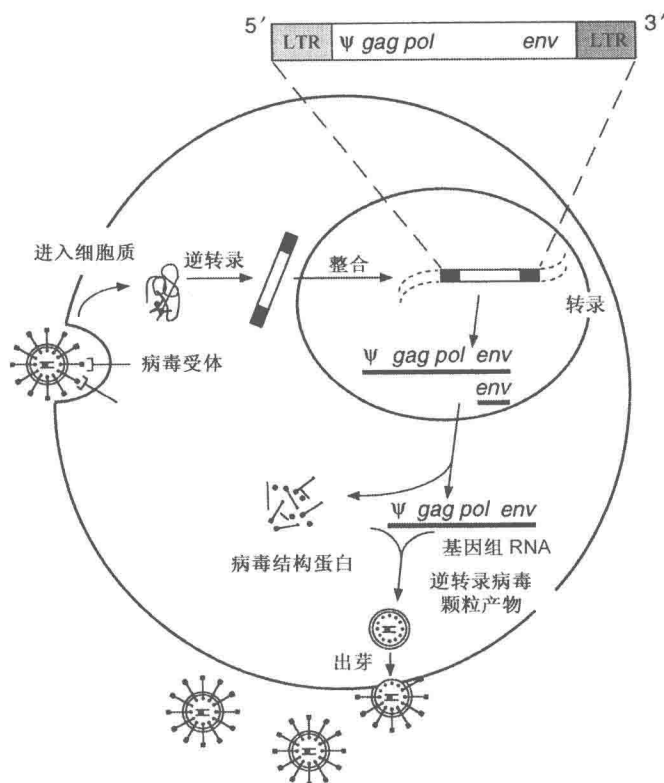 5′ LTR ψ gag pol env LTR 3′
进入细胞质
逆转录
整合
转录
病毒受体
ψ gag pol env
env
ψ gag pol env
基因组 RNA
病毒结构蛋白
逆转录病毒
颗粒产物
出芽